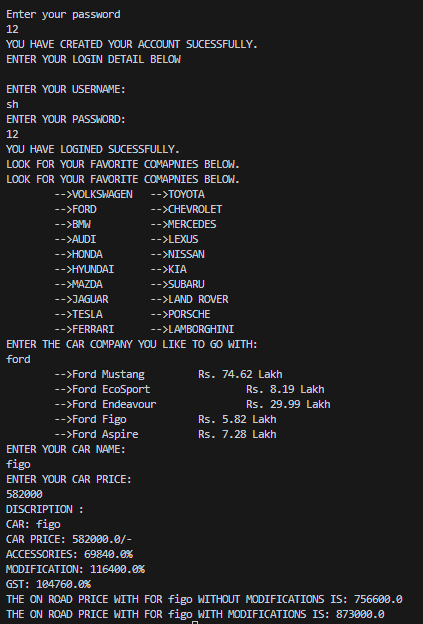 Enter your password
12
YOU HAVE CREATED YOUR ACCOUNT SUCESSFULLY.
ENTER YOUR LOGIN DETAIL BELOW
ENTER YOUR USERNAME:
sh
ENTER YOUR PASSWORD:
12
YOU HAVE LOGINED SUCESSFULLY.
LOOK FOR YOUR FAVORITE COMAPNIES BELOW.
LOOK FOR YOUR FAVORITE COMAPNIES BELOW.
-->VOLKSWAGEN -->TOYOTA
-->FORD -->CHEVROLET
-->BMW -->MERCEDES
-->AUDI -->LEXUS
-->HONDA -->NISSAN
-->HYUNDAI -->KIA
-->MAZDA -->SUBARU
-->JAGUAR -->LAND ROVER
-->TESLA -->PORSCHE
-->FERRARI -->LAMBORGHINI
ENTER THE CAR COMPANY YOU LIKE TO GO WITH:
ford
-->Ford Mustang Rs. 74.62 Lakh
-->Ford EcoSport Rs. 8.19 Lakh
-->Ford Endeavour Rs. 29.99 Lakh
-->Ford Figo Rs. 5.82 Lakh
-->Ford Aspire Rs. 7.28 Lakh
ENTER YOUR CAR NAME:
figo
ENTER YOUR CAR PRICE:
582000
DISCRIPTION :
CAR: figo
CAR PRICE: 582000.0/-
ACCESSORIES: 69840.0%
MODIFICATION: 116400.0%
GST: 104760.0%
THE ON ROAD PRICE WITH FOR figo WITHOUT MODIFICATIONS IS: 756600.0
THE ON ROAD PRICE WITH FOR figo WITH MODIFICATIONS IS: 873000.0